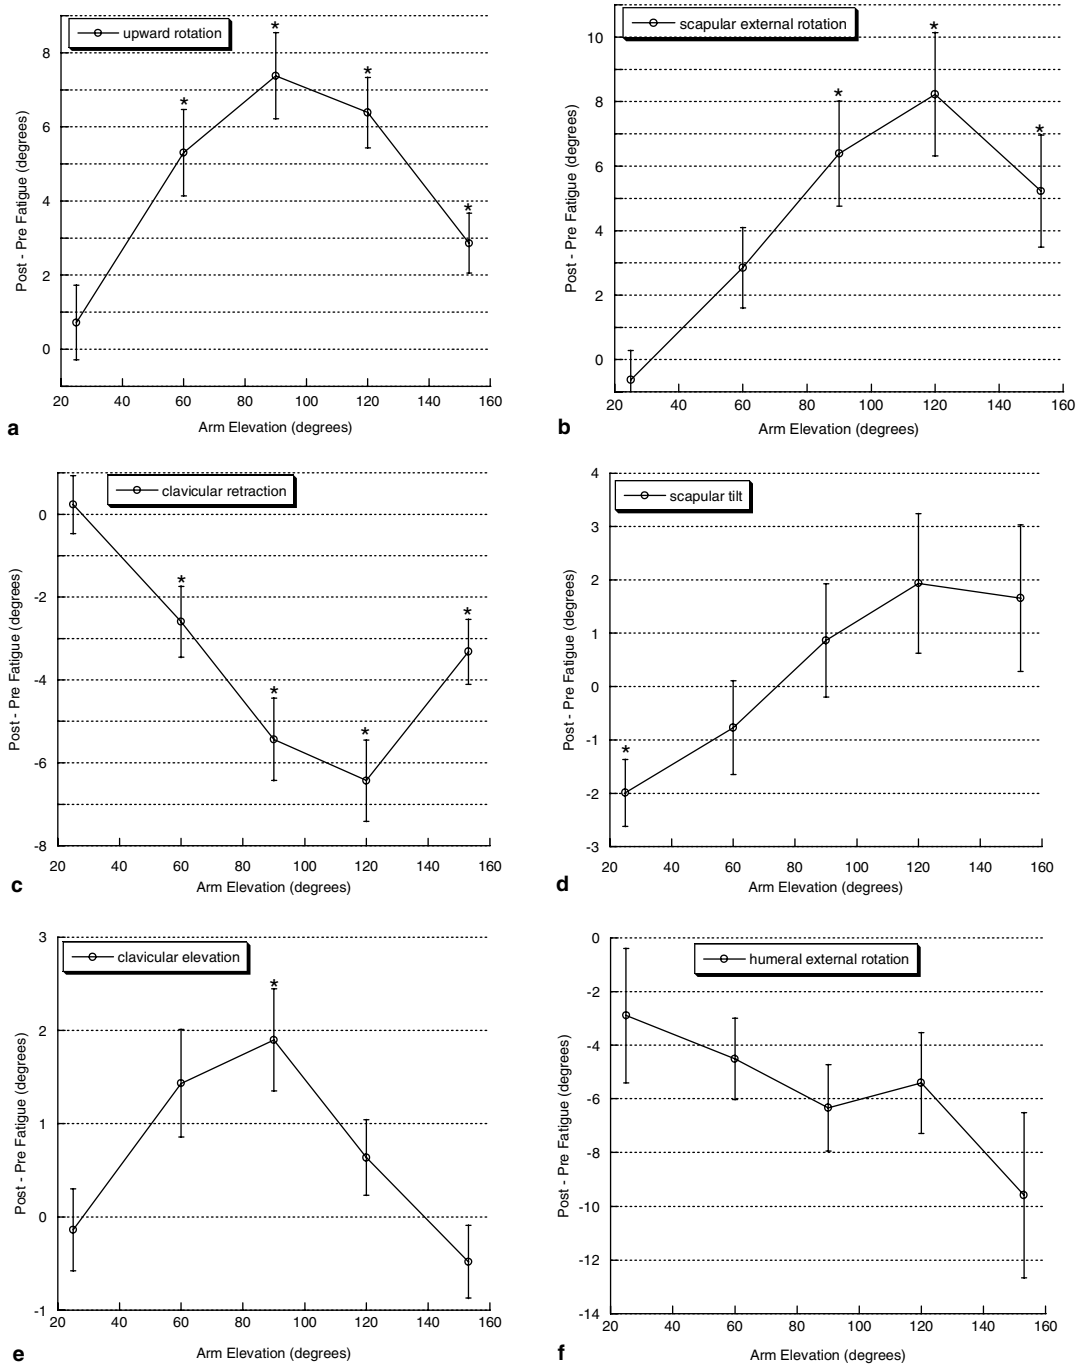 upward rotation
*
*
*
*
8
6
4
2
0
Post - Pre Fatigue (degrees)
20 40 60 80 100 120 140 160
Arm Elevation (degrees)
a
scapular external rotation
*
*
*
10
8
6
4
2
0
Post - Pre Fatigue (degrees)
20 40 60 80 100 120 140 160
Arm Elevation (degrees)
b
clavicular retraction
*
*
*
*
0
-2
-4
-6
-8
Post - Pre Fatigue (degrees)
20 40 60 80 100 120 140 160
Arm Elevation (degrees)
c
scapular tilt
*
4
3
2
1
0
-1
-2
-3
Post - Pre Fatigue (degrees)
20 40 60 80 100 120 140 160
Arm Elevation (degrees)
d
clavicular elevation
*
3
2
1
0
-1
Post - Pre Fatigue (degrees)
20 40 60 80 100 120 140 160
Arm Elevation (degrees)
e
humeral external rotation
0
-2
-4
-6
-8
-10
-12
-14
Post - Pre Fatigue (degrees)
20 40 60 80 100 120 140 160
Arm Elevation (degrees)
f